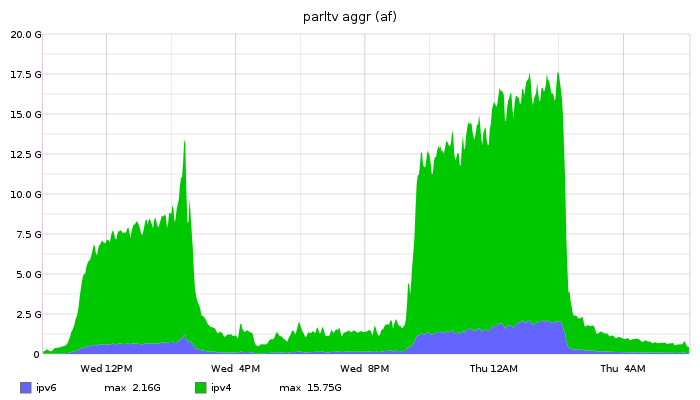 parltv aggr (af)
20.0 G
17.5 G
15.0 G
12.5 G
10.0 G
7.5 G
5.0 G
2.5 G
0
Wed 12PM Wed 4PM Wed 8PM Thu 12AM Thu 4AM
ipv6 max 2.16G ipv4 max 15.75G